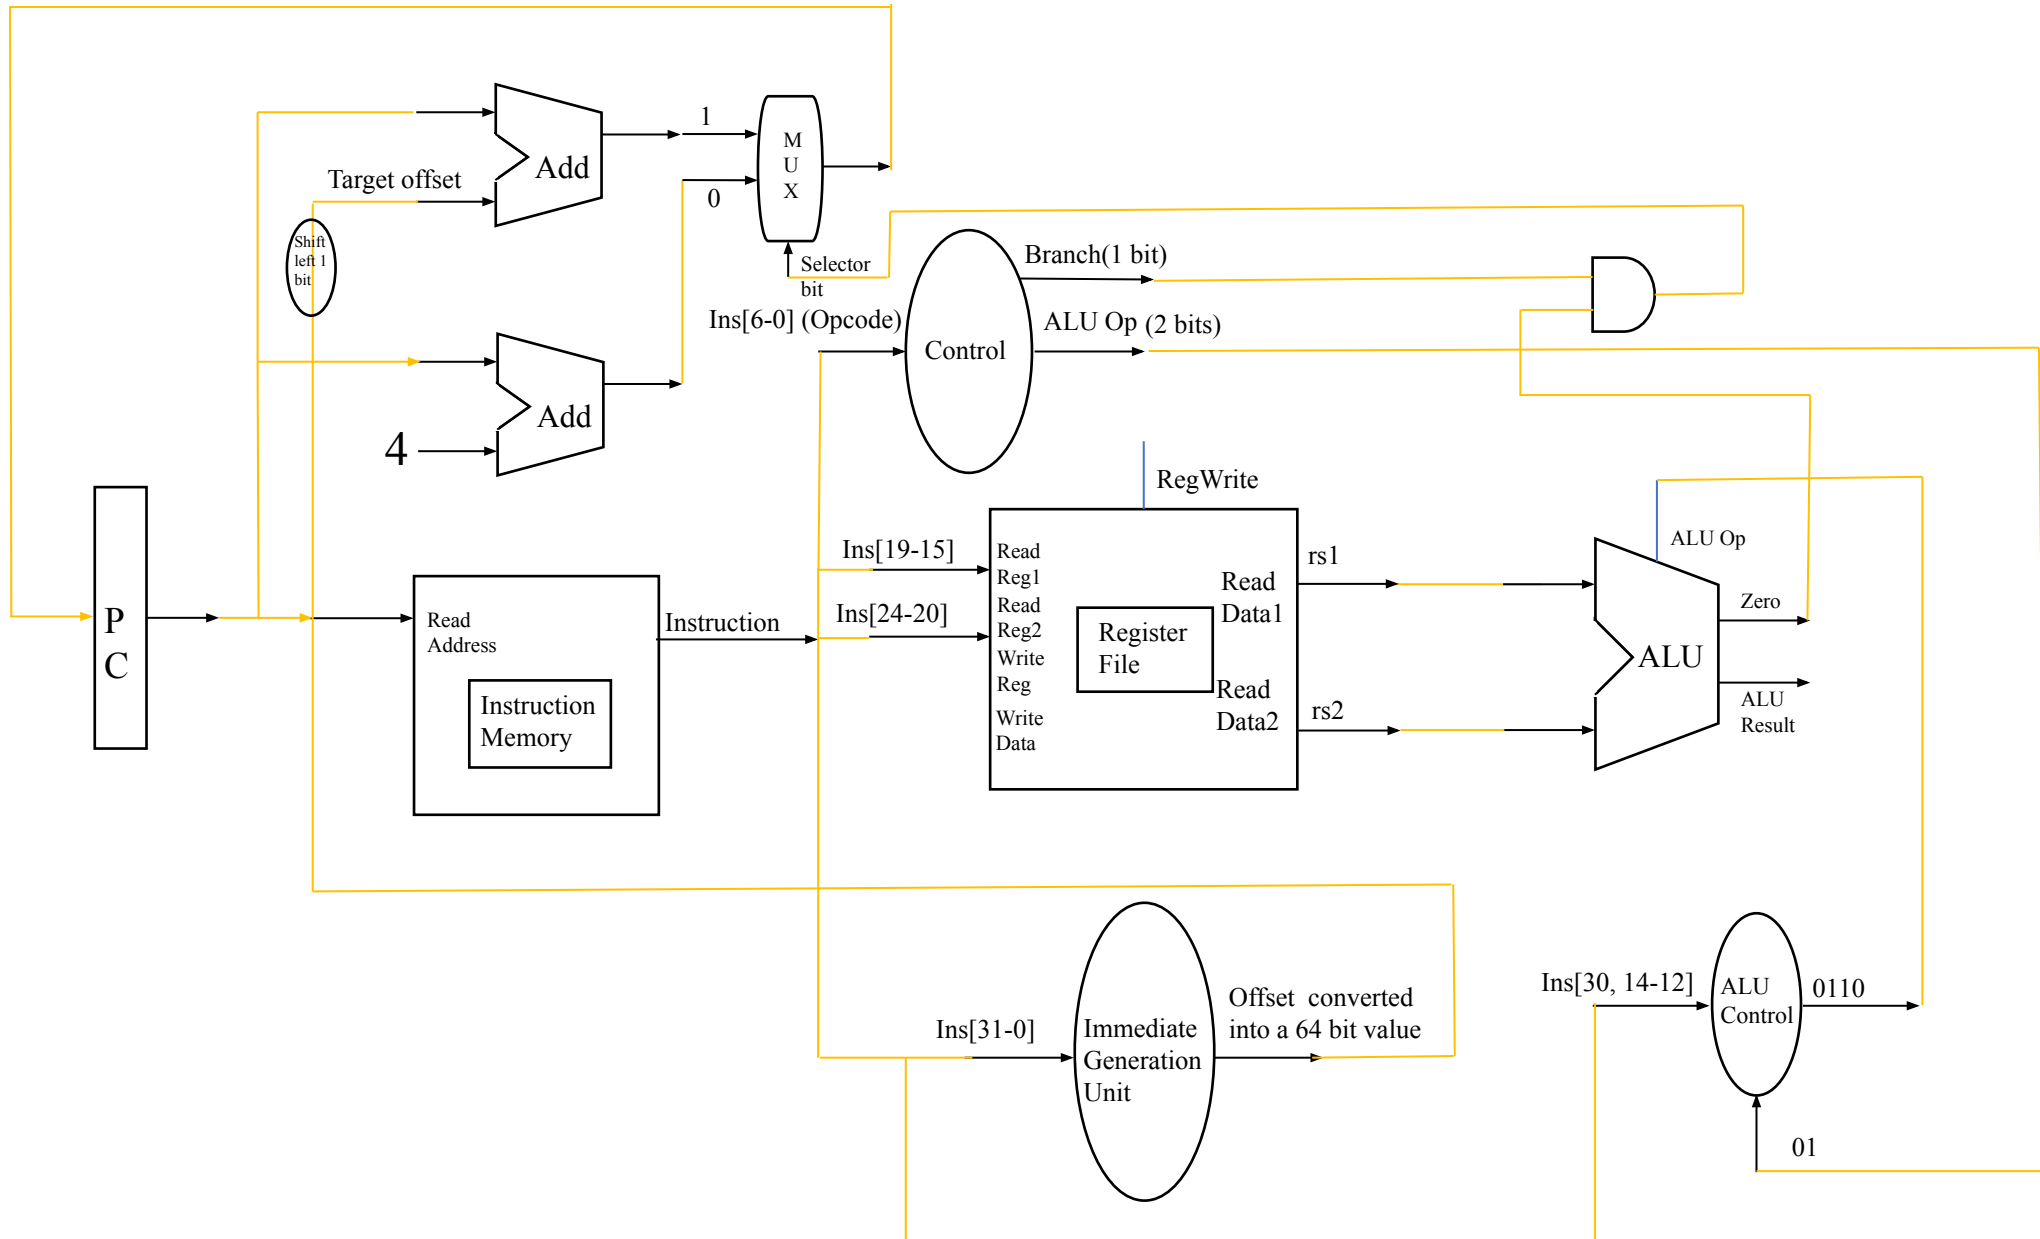 1
M
U
X
Add
Target offset
0
Shift
left 1
bit
Selector
bit
Branch(1 bit)
Ins[6-0] (Opcode)
ALU Op (2 bits)
Control
Add
4
RegWrite
P
C
Read
Address
Instruction
Memory
Instruction
Ins[19-15]
Ins[24-20]
Read
Reg1
Read
Reg2
Write
Reg
Write
Data
Register
File
Read
Data1
Read
Data2
rs1
rs2
ALU Op
Zero
ALU
ALU
Result
Ins[31-0]
Immediate
Generation
Unit
Offset converted
into a 64 bit value
Ins[30, 14-12]
ALU
Control
0110
01